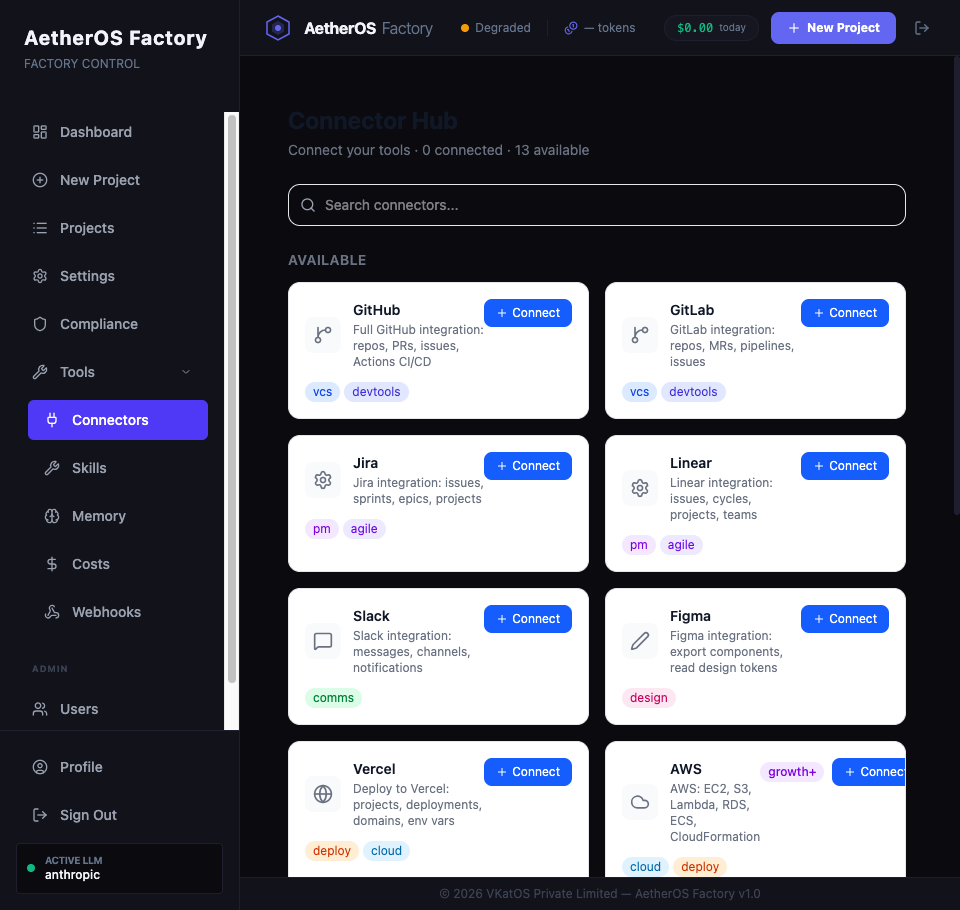 AetherOS Factory
FACTORY CONTROL
Dashboard
New Project
Projects
Settings
Compliance
Tools
Connectors
Skills
Memory
Costs
Webhooks
ADMIN
Users
Profile
Sign Out
ACTIVE LLM
anthropic
AetherOS Factory
Degraded
— tokens
$0.00 today
+ New Project
Connector Hub
Connect your tools · 0 connected · 13 available
Search connectors...
AVAILABLE
GitHub
+ Connect
Full GitHub integration:
repos, PRs, issues,
Actions CI/CD
vcs devtools
GitLab
+ Connect
GitLab integration:
repos, MRs, pipelines,
issues
vcs devtools
Jira
+ Connect
Jira integration: issues,
sprints, epics, projects
pm agile
Linear
+ Connect
Linear integration:
issues, cycles,
projects, teams
pm agile
Slack
+ Connect
Slack integration:
messages, channels,
notifications
comms
Figma
+ Connect
Figma integration:
export components,
read design tokens
design
Vercel
+ Connect
Deploy to Vercel:
projects, deployments,
domains, env vars
deploy cloud
AWS
growth+
+ Connect
AWS: EC2, S3,
Lambda, RDS,
ECS,
CloudFormation
cloud deploy
© 2026 VKatOS Private Limited — AetherOS Factory v1.0